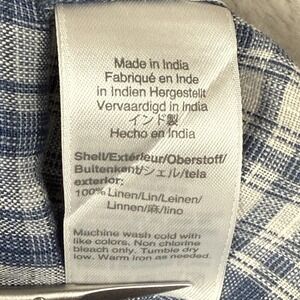 Made in India
Fabriqué en Inde
in Indien Hergestellt
Vervaardigd in India
インド製
Hecho en India
Shell/Extérieur/Oberstoff/
Buitenkant/シェル/tela
exterior:
100% Linen/Lin/Leinen/
Linnen/麻/lino
Machine wash cold with
like colors. Non chlorine
bleach only. Tumble dry
low. Warm iron as needed.